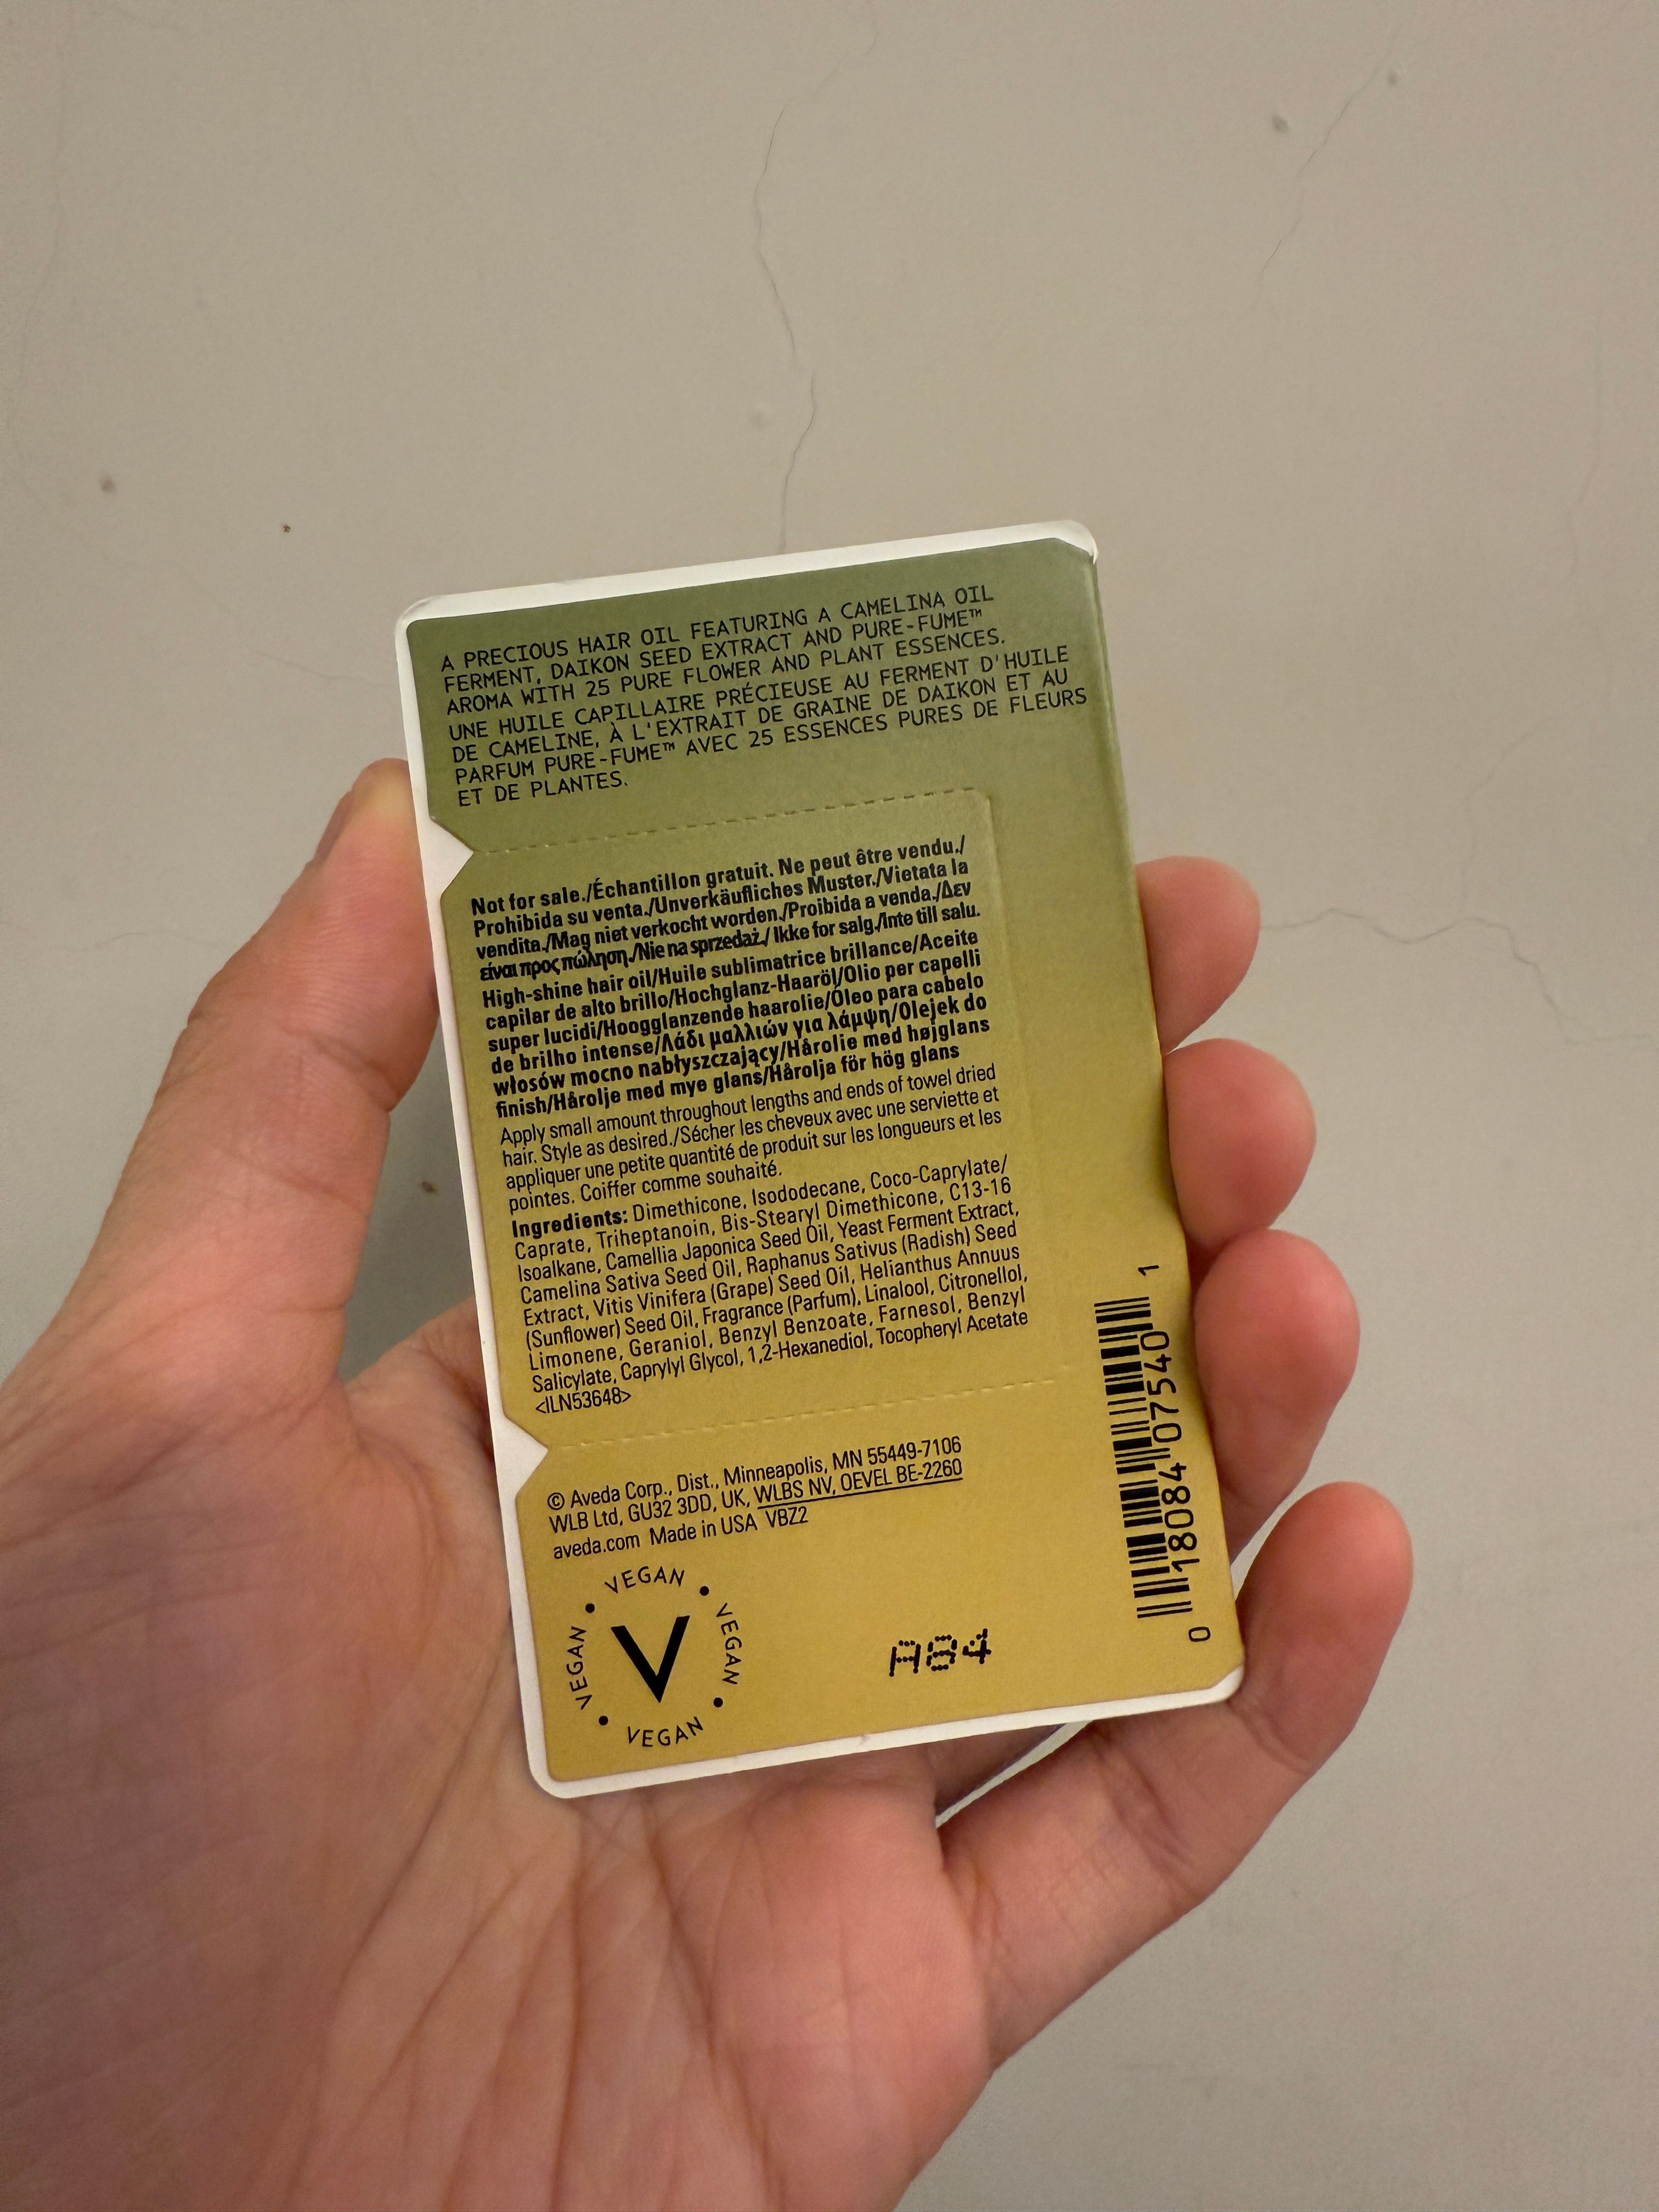 A PRECIOUS HAIR OIL FEATURING A CAMELINA OIL
FERMENT, DAIKON SEED EXTRACT AND PURE-FUME™
AROMA WITH 25 PURE FLOWER AND PLANT ESSENCES.
UNE HUILE CAPILLAIRE PRÉCIEUSE AU FERMENT D'HUILE
DE CAMELINE, À L'EXTRAIT DE GRAINE DE DAIKON ET AU
PARFUM PURE-FUME™ AVEC 25 ESSENCES PURES DE FLEURS
ET DE PLANTES.
Not for sale./Échantillon gratuit. Ne peut être vendu./
Prohibida su venta./Unverkäufliches Muster./Vietata la
vendita./Mag niet verkocht worden./Proibida a venda./Δεν
είναι προς πώληση./Nie na sprzedaż./ Ikke for salg./Inte till salu.
High-shine hair oil/Huile sublimatrice brillance/Aceite
capilar de alto brillo/Hochglanz-Haaröl/Olio per capelli
super lucidi/Hoogglanzende haarolie/Óleo para cabelo
de brilho intense/Λάδι μαλλιών για λάμψη/Olejek do
włosów mocno nabłyszczający/Hårolie med højglans
finish/Hårolje med mye glans/Hårolja för hög glans
Apply small amount throughout lengths and ends of towel dried
hair. Style as desired./Sécher les cheveux avec une serviette et
appliquer une petite quantité de produit sur les longueurs et les
pointes. Coiffer comme souhaité.
Ingredients: Dimethicone, Isododecane, Coco-Caprylate/
Caprate, Triheptanoin, Bis-Stearyl Dimethicone, C13-16
Isoalkane, Camellia Japonica Seed Oil, Yeast Ferment Extract,
Camelina Sativa Seed Oil, Raphanus Sativus (Radish) Seed
Extract, Vitis Vinifera (Grape) Seed Oil, Helianthus Annuus
(Sunflower) Seed Oil, Fragrance (Parfum), Linalool, Citronellol,
Limonene, Geraniol, Benzyl Benzoate, Farnesol, Benzyl
Salicylate, Caprylyl Glycol, 1,2-Hexanediol, Tocopheryl Acetate
<ILN53648>
© Aveda Corp., Dist., Minneapolis, MN 55449-7106
WLB Ltd, GU32 3DD, UK, WLBS NV, OEVEL BE-2260
aveda.com Made in USA VBZ2
VEGAN • VEGAN • VEGAN • VEGAN •
V
A84
0 18084 07540 1